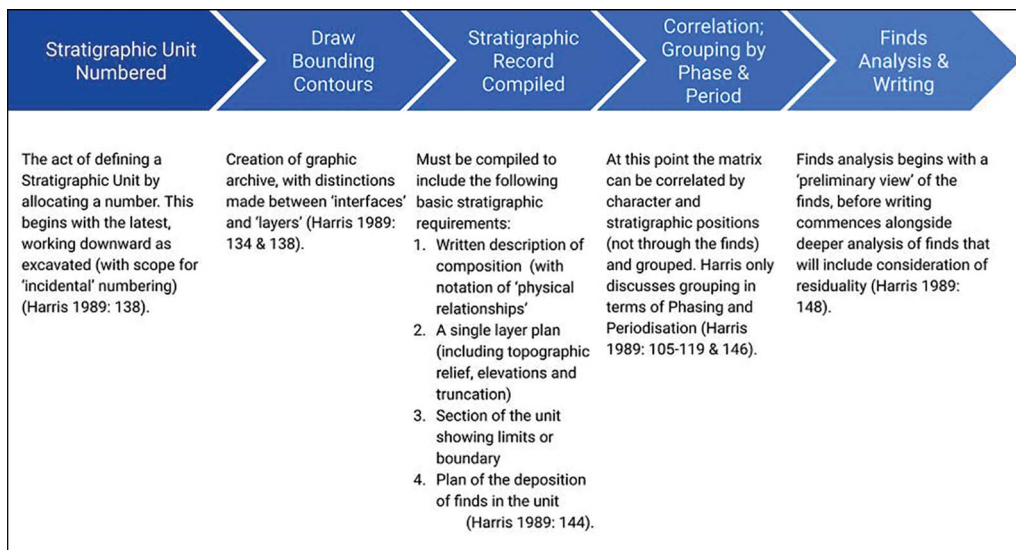 Stratigraphic Unit
Numbered
Draw
Bounding
Contours
Stratigraphic
Record
Compiled
Correlation;
Grouping by
Phase &
Period
Finds
Analysis &
Writing
The act of defining a
Stratigraphic Unit by
allocating a number. This
begins with the latest,
working downward as
excavated (with scope for
'incidental' numbering)
(Harris 1989: 138).
Creation of graphic
archive, with distinctions
made between 'interfaces'
and 'layers' (Harris 1989:
134 & 138).
Must be compiled to
include the following
basic stratigraphic
requirements:
1. Written description of
composition (with
notation of 'physical
relationships'
2. A single layer plan
(including topographic
relief, elevations and
truncation)
3. Section of the unit
showing limits or
boundary
4. Plan of the deposition
of finds in the unit
(Harris 1989: 144).
At this point the matrix
can be correlated by
character and
stratigraphic positions
(not through the finds)
and grouped. Harris only
discusses grouping in
terms of Phasing and
Periodisation (Harris
1989: 105-119 & 146).
Finds analysis begins with a
'preliminary view' of the
finds, before writing
commences alongside
deeper analysis of finds that
will include consideration of
residuality (Harris 1989:
148).